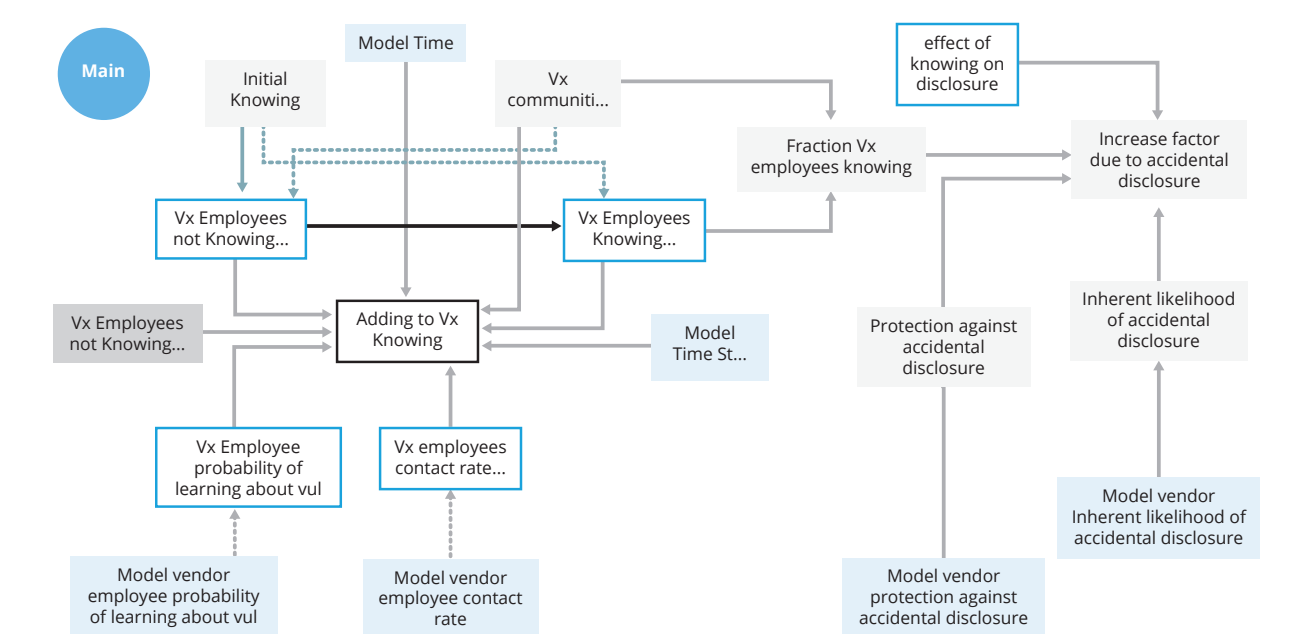 Main
Model Time
effect of
knowing on
disclosure
Initial
Knowing
Vx
communiti...
Fraction Vx
employees knowing
Increase factor
due to accidental
disclosure
Vx Employees
not Knowing...
Vx Employees
Knowing...
Vx Employees
not Knowing...
Adding to Vx
Knowing
Model
Time St...
Protection against
accidental
disclosure
Inherent likelihood
of accidental
disclosure
Vx Employee
probability of
learning about vul
Vx employees
contact rate...
Model vendor
Inherent likelihood of
accidental disclosure
Model vendor
employee probability
of learning about vul
Model vendor
employee contact
rate
Model vendor
protection against
accidental disclosure